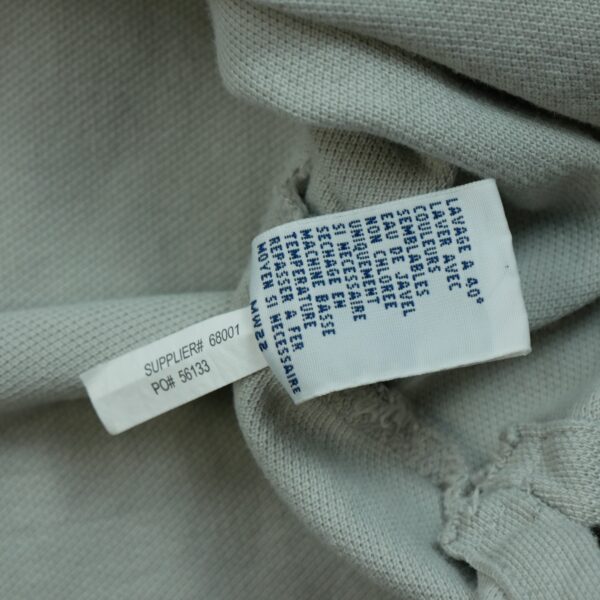 LAVAGE A 40°
LAVER AVEC
COULEURS
SEMBLABLES
EAU DE JAVEL
NON CHLOREE
UNIQUEMENT
SI NECESSAIRE
SECHAGE EN
MACHINE BASSE
TEMPERATURE
REPASSER A FER
MOYEN SI NECESSAIRE
MW22
SUPPLIER# 68001
PO# 56133